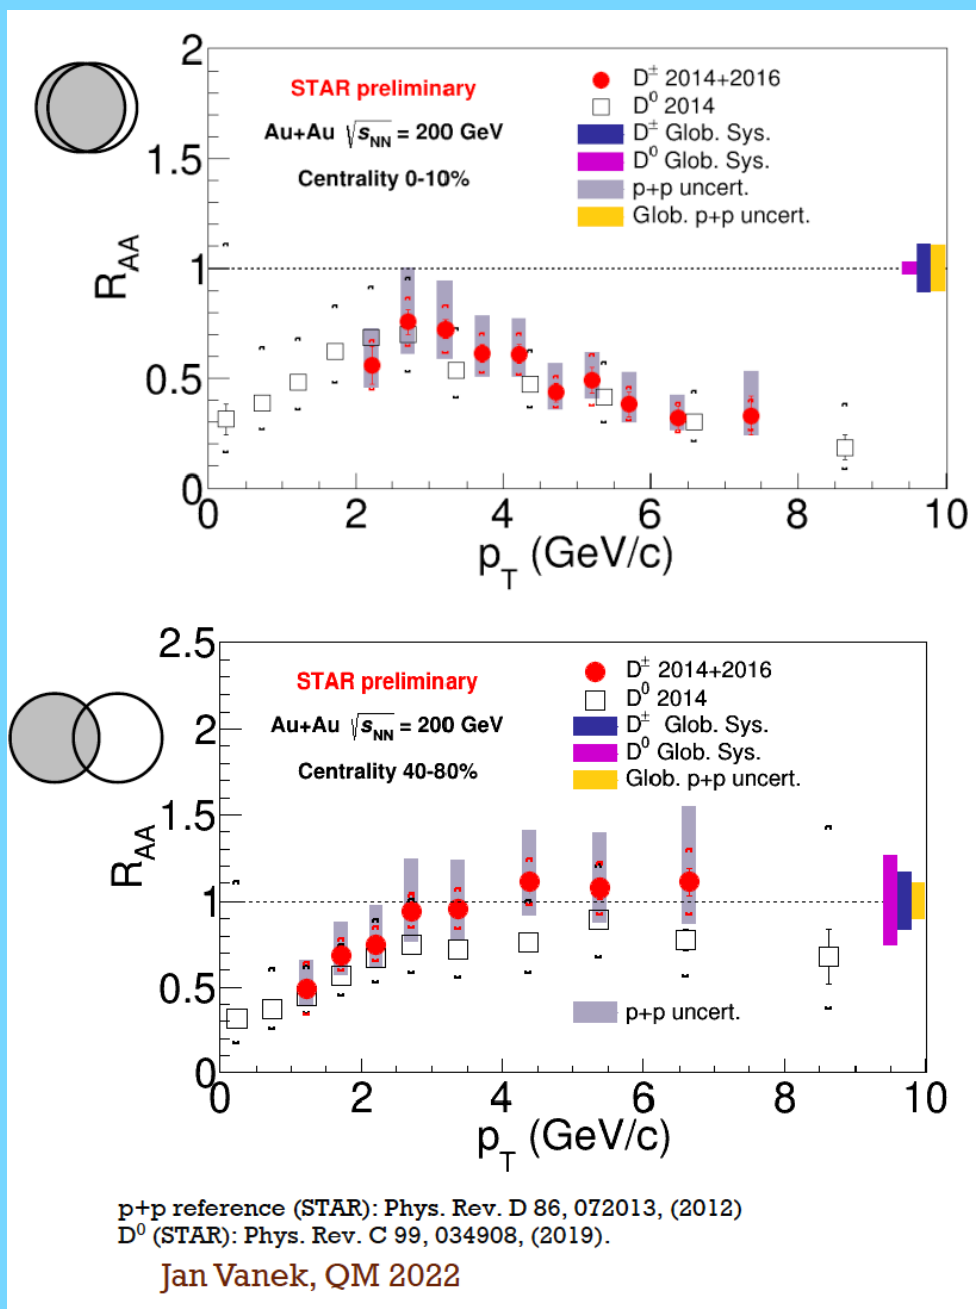 2
STAR preliminary
D± 2014+2016
D⁰ 2014
Au+Au √sNN = 200 GeV
D± Glob. Sys.
1.5
D⁰ Glob. Sys.
Centrality 0-10%
p+p uncert.
Glob. p+p uncert.
RAA
1
0.5
0
0 2 4 6 8 10
pT (GeV/c)
2.5
STAR preliminary
D± 2014+2016
D⁰ 2014
2
Au+Au √sNN = 200 GeV
D± Glob. Sys.
D⁰ Glob. Sys.
Centrality 40-80%
Glob. p+p uncert.
1.5
RAA
1
0.5
p+p uncert.
0
0 2 4 6 8 10
pT (GeV/c)
p+p reference (STAR): Phys. Rev. D 86, 072013, (2012)
D⁰ (STAR): Phys. Rev. C 99, 034908, (2019).
Jan Vanek, QM 2022